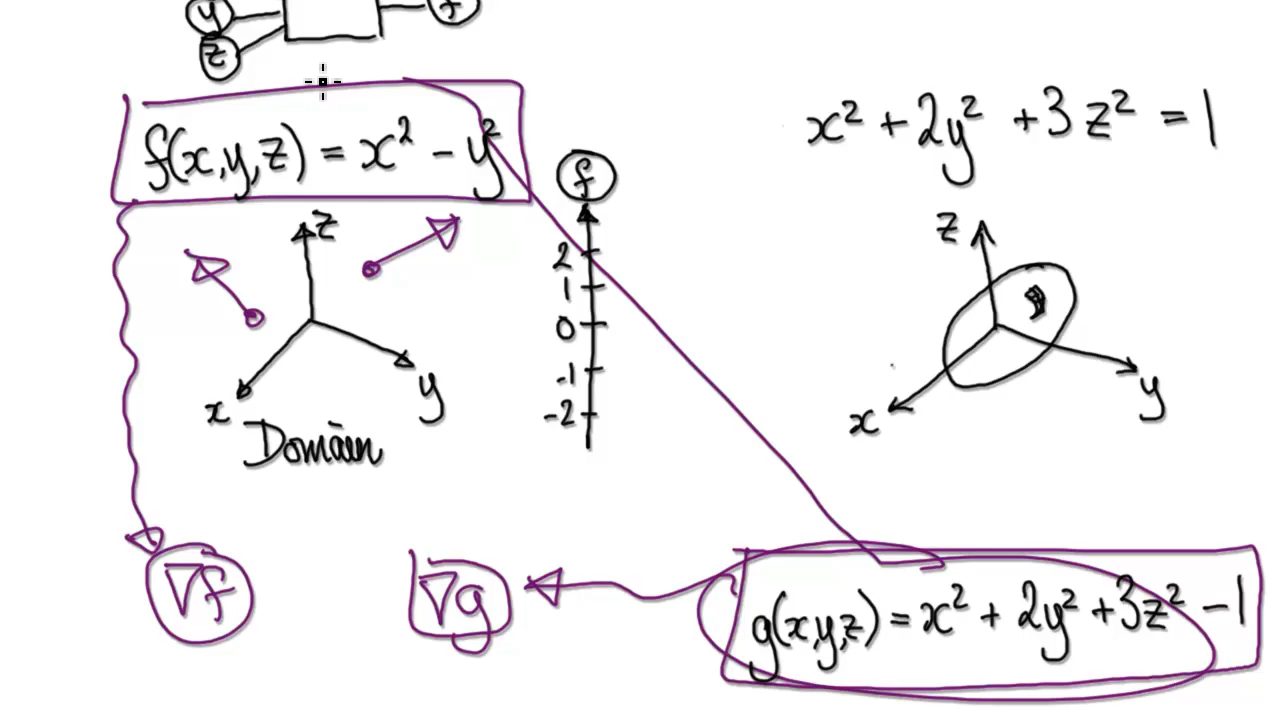 y
f
z
f(x,y,z) = x² - y²
x² + 2y² + 3z² = 1
f
z
2
1
0
-1
-2
x
y
Domain
z
x
y
∇f
∇g
g(x,y,z) = x² + 2y² + 3z² - 1